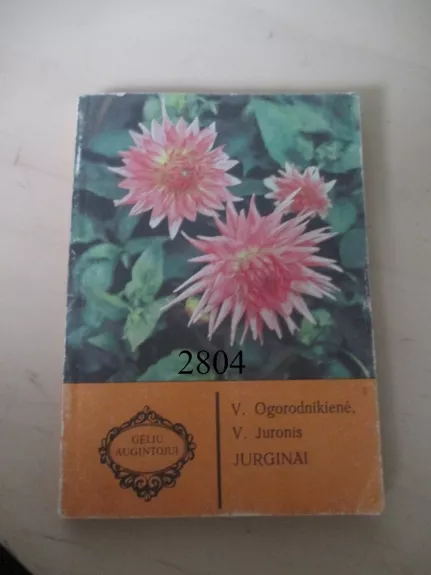 2804
GĖLIŲ
AUGINTOJUI
V. Ogorodnikienė,
V. Juronis
JURGINAI